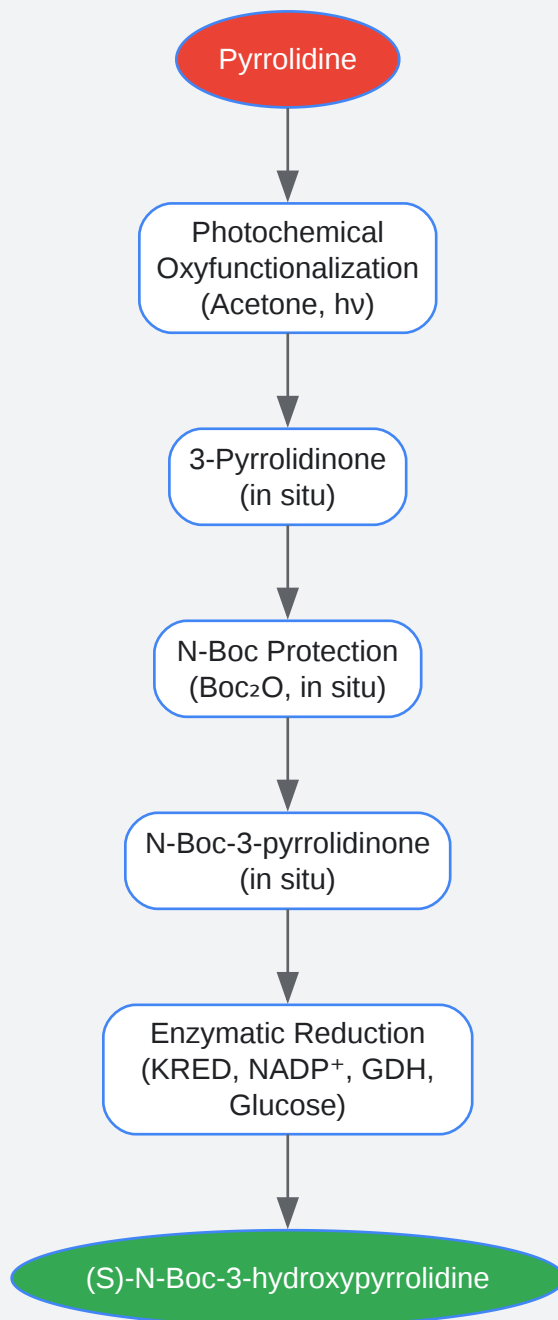 Pyrrolidine
Photochemical
Oxyfunctionalization
(Acetone, hν)
3-Pyrrolidinone
(in situ)
N-Boc Protection
(Boc₂O, in situ)
N-Boc-3-pyrrolidinone
(in situ)
Enzymatic Reduction
(KRED, NADP⁺, GDH,
Glucose)
(S)-N-Boc-3-hydroxypyrrolidine